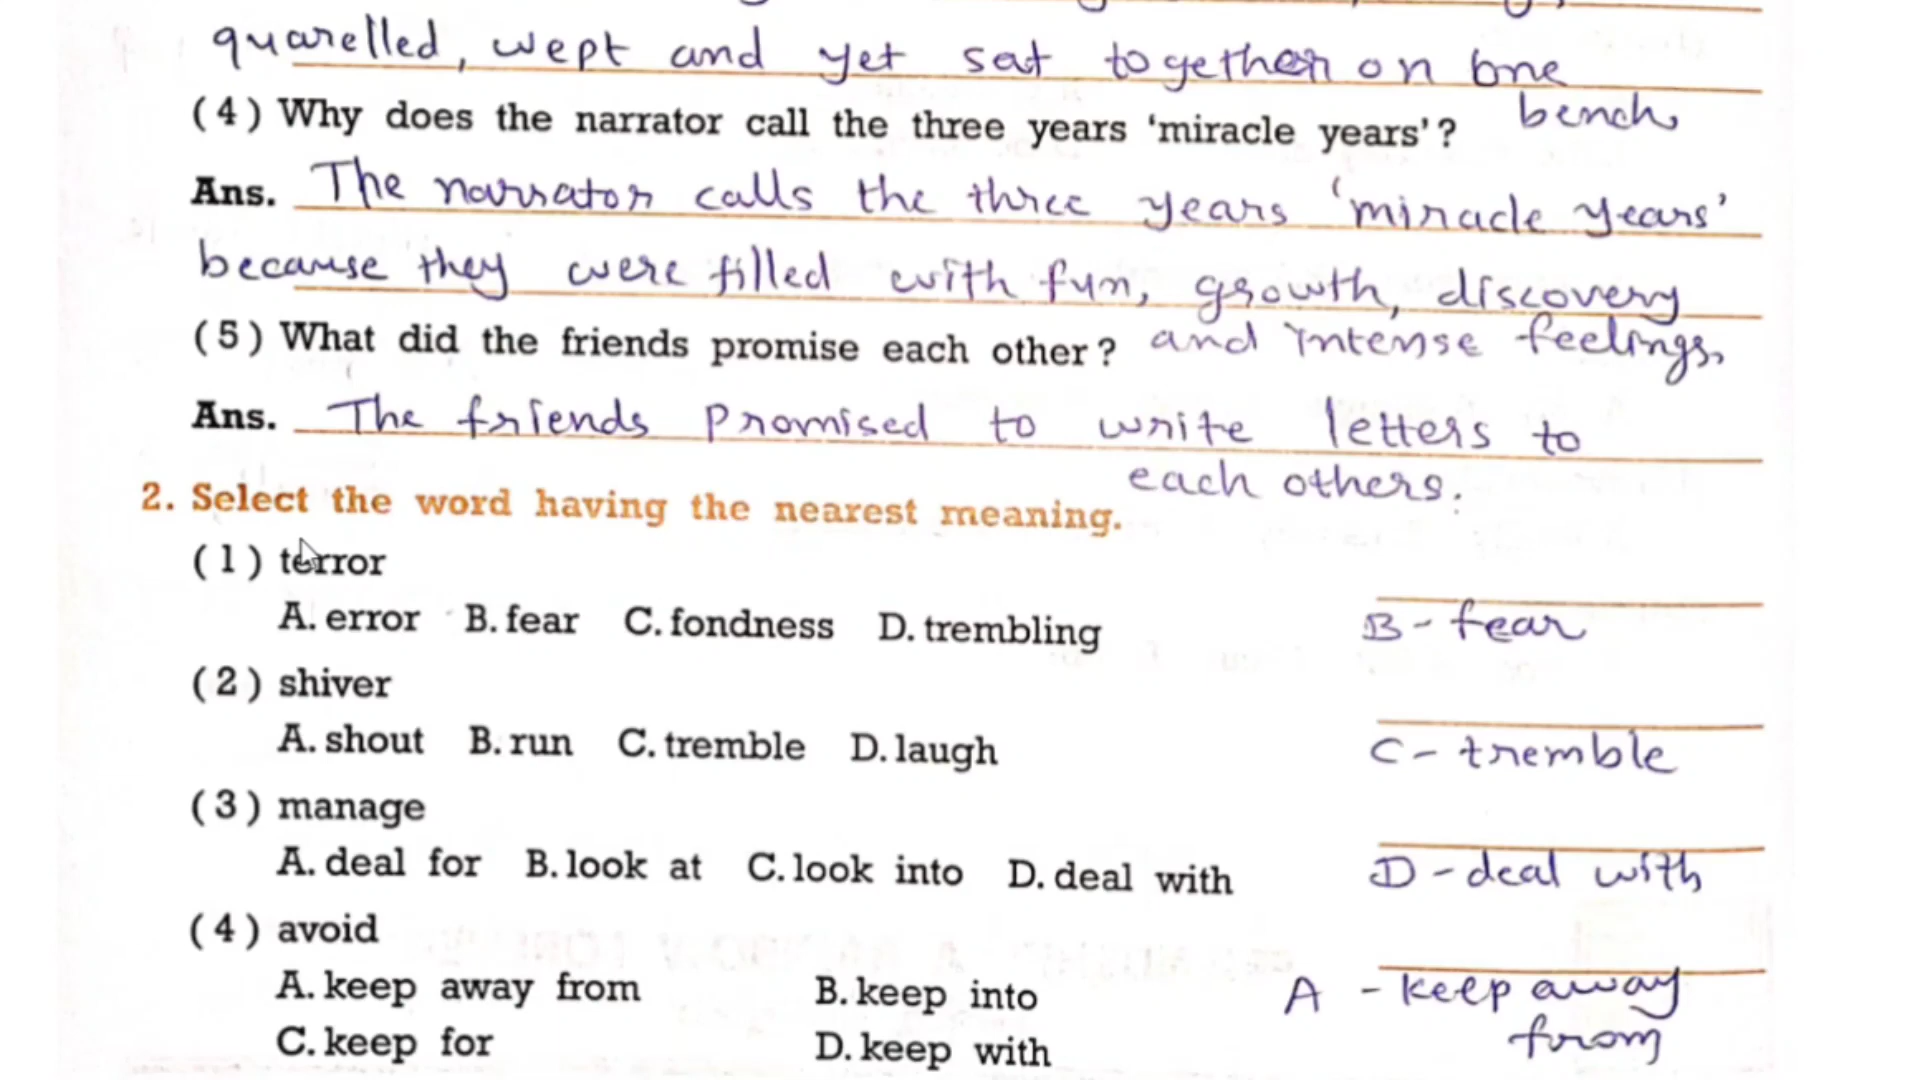 quarelled, wept and yet sat together on one
bench.
(4) Why does the narrator call the three years ‘miracle years’?
Ans. The narrator calls the three years ‘miracle years’
because they were filled with fun, growth, discovery
and intense feelings.
(5) What did the friends promise each other?
Ans. The friends promised to write letters to
each others.
2. Select the word having the nearest meaning.
(1) terror
A. error B. fear C. fondness D. trembling B - fear
(2) shiver
A. shout B. run C. tremble D. laugh C - tremble
(3) manage
A. deal for B. look at C. look into D. deal with D - deal with
(4) avoid
A. keep away from B. keep into A - keep away
from
C. keep for D. keep with